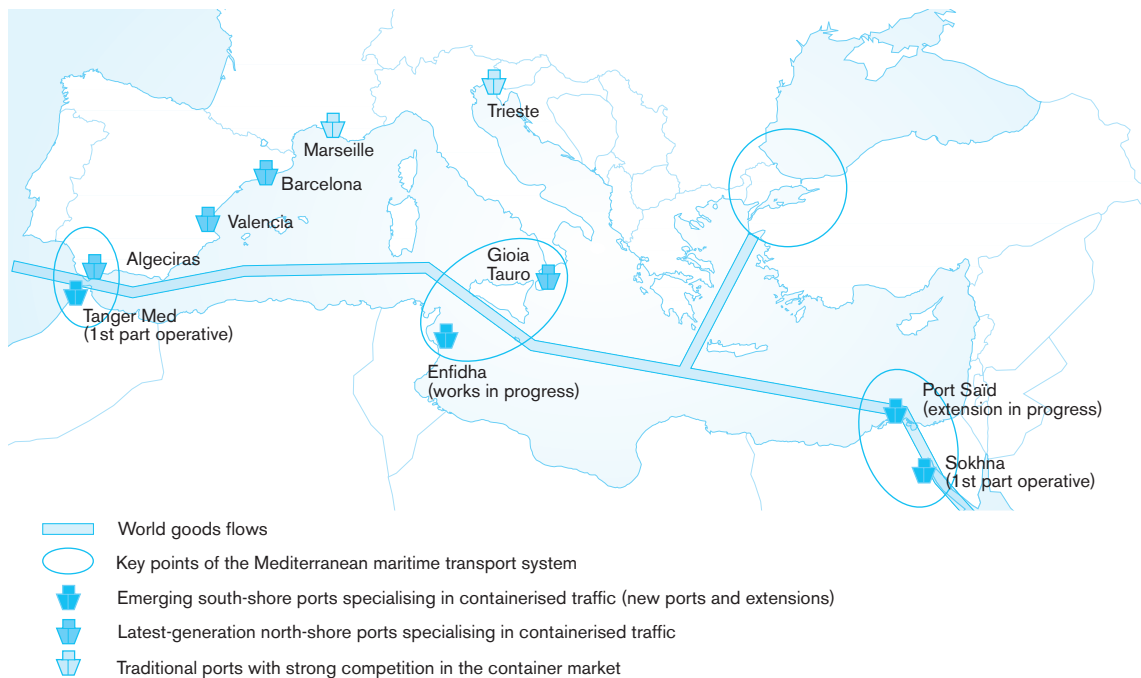 Trieste
Marseille
Barcelona
Valencia
Algeciras
Gioia
Tauro
Tanger Med
(1st part operative)
Enfidha
(works in progress)
Port Saïd
(extension in progress)
Sokhna
(1st part operative)
World goods flows
Key points of the Mediterranean maritime transport system
Emerging south-shore ports specialising in containerised traffic (new ports and extensions)
Latest-generation north-shore ports specialising in containerised traffic
Traditional ports with strong competition in the container market